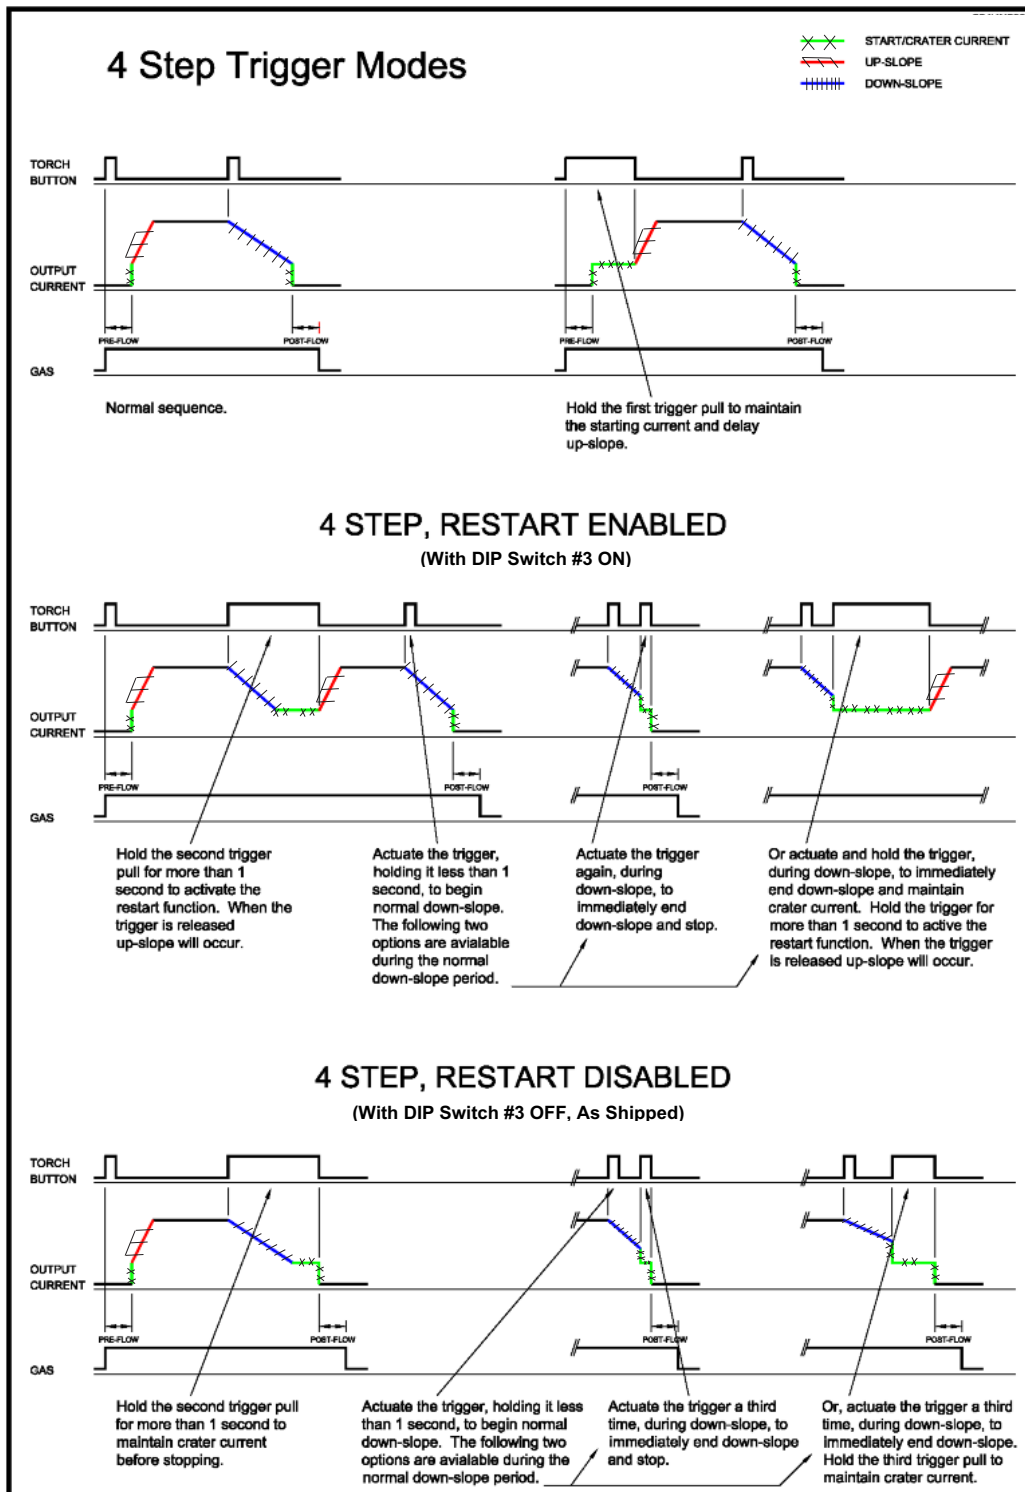 START/CRATER CURRENT
UP-SLOPE
DOWN-SLOPE
4 Step Trigger Modes
TORCH
BUTTON
OUTPUT
CURRENT
PRE-FLOW
POST-FLOW
PRE-FLOW
POST-FLOW
GAS
Normal sequence.
Hold the first trigger pull to maintain
the starting current and delay
up-slope.
4 STEP, RESTART ENABLED
(With DIP Switch #3 ON)
TORCH
BUTTON
OUTPUT
CURRENT
PRE-FLOW
POST-FLOW
POST-FLOW
GAS
Hold the second trigger
pull for more than 1
second to activate the
restart function. When the
trigger is released
up-slope will occur.
Actuate the trigger,
holding it less than 1
second, to begin
normal down-slope.
The following two
options are avialable
during the normal
down-slope period.
Actuate the trigger
again, during
down-slope, to
immediately end
down-slope and stop.
Or actuate and hold the trigger,
during down-slope, to immediately
end down-slope and maintain
crater current. Hold the trigger for
more than 1 second to active the
restart function. When the trigger
is released up-slope will occur.
4 STEP, RESTART DISABLED
(With DIP Switch #3 OFF, As Shipped)
TORCH
BUTTON
OUTPUT
CURRENT
PRE-FLOW
POST-FLOW
POST-FLOW
POST-FLOW
GAS
Hold the second trigger pull
for more than 1 second to
maintain crater current
before stopping.
Actuate the trigger, holding it less
than 1 second, to begin normal
down-slope. The following two
options are avialable during the
normal down-slope period.
Actuate the trigger a third
time, during down-slope, to
immediately end down-slope
and stop.
Or, actuate the trigger a third
time, during down-slope, to
immediately end down-slope.
Hold the third trigger pull to
maintain crater current.